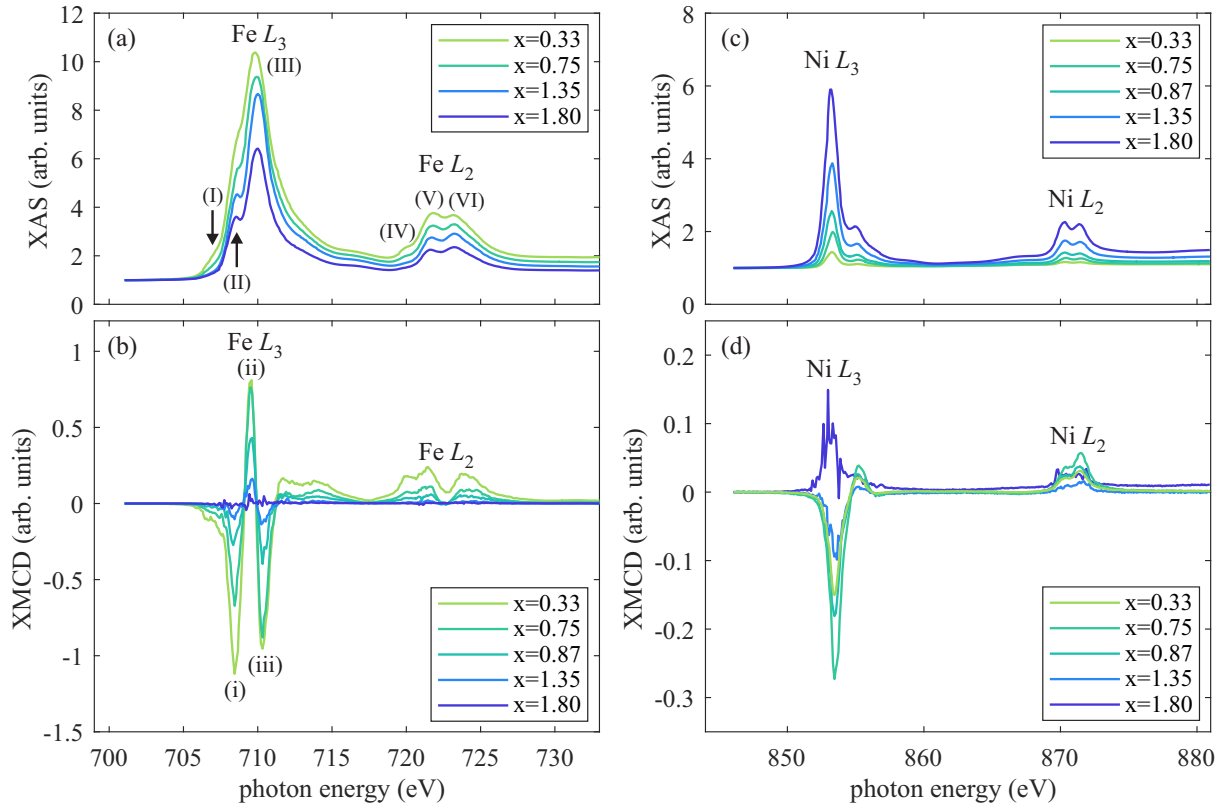 (a)
Fe L3
(III)
(I)
(II)
Fe L2
(IV)
(V)
(VI)
x=0.33
x=0.75
x=1.35
x=1.80
12
10
8
6
4
2
0
XAS (arb. units)
(b)
Fe L3
(ii)
(i)
(iii)
Fe L2
x=0.33
x=0.75
x=0.87
x=1.35
x=1.80
1
0.5
0
-0.5
-1
-1.5
XMCD (arb. units)
700 705 710 715 720 725 730
photon energy (eV)
(c)
Ni L3
Ni L2
x=0.33
x=0.75
x=0.87
x=1.35
x=1.80
8
6
4
2
0
XAS (arb. units)
(d)
Ni L3
Ni L2
x=0.33
x=0.75
x=0.87
x=1.35
x=1.80
0.2
0.1
0
-0.1
-0.2
-0.3
XMCD (arb. units)
850 860 870 880
photon energy (eV)